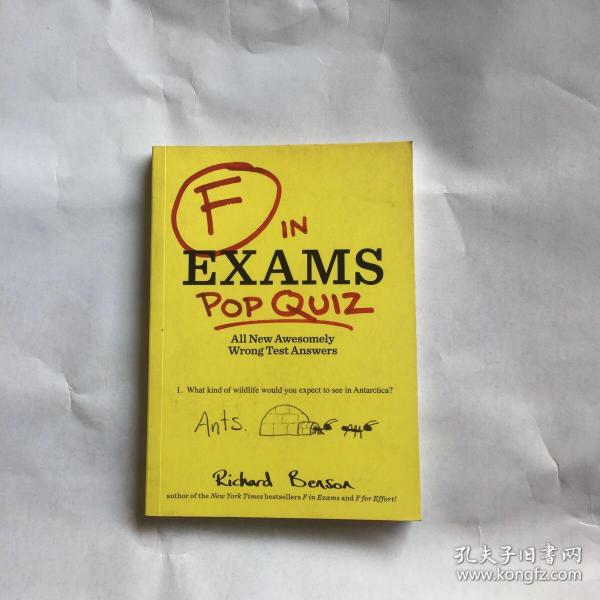 F IN
EXAMS
POP QUIZ
All New Awesomely
Wrong Test Answers
1. What kind of wildlife would you expect to see in Antarctica?
Ants.
Richard Benson
author of the New York Times bestsellers F in Exams and F for Effort!
孔夫子旧书网
www.kongfz.com